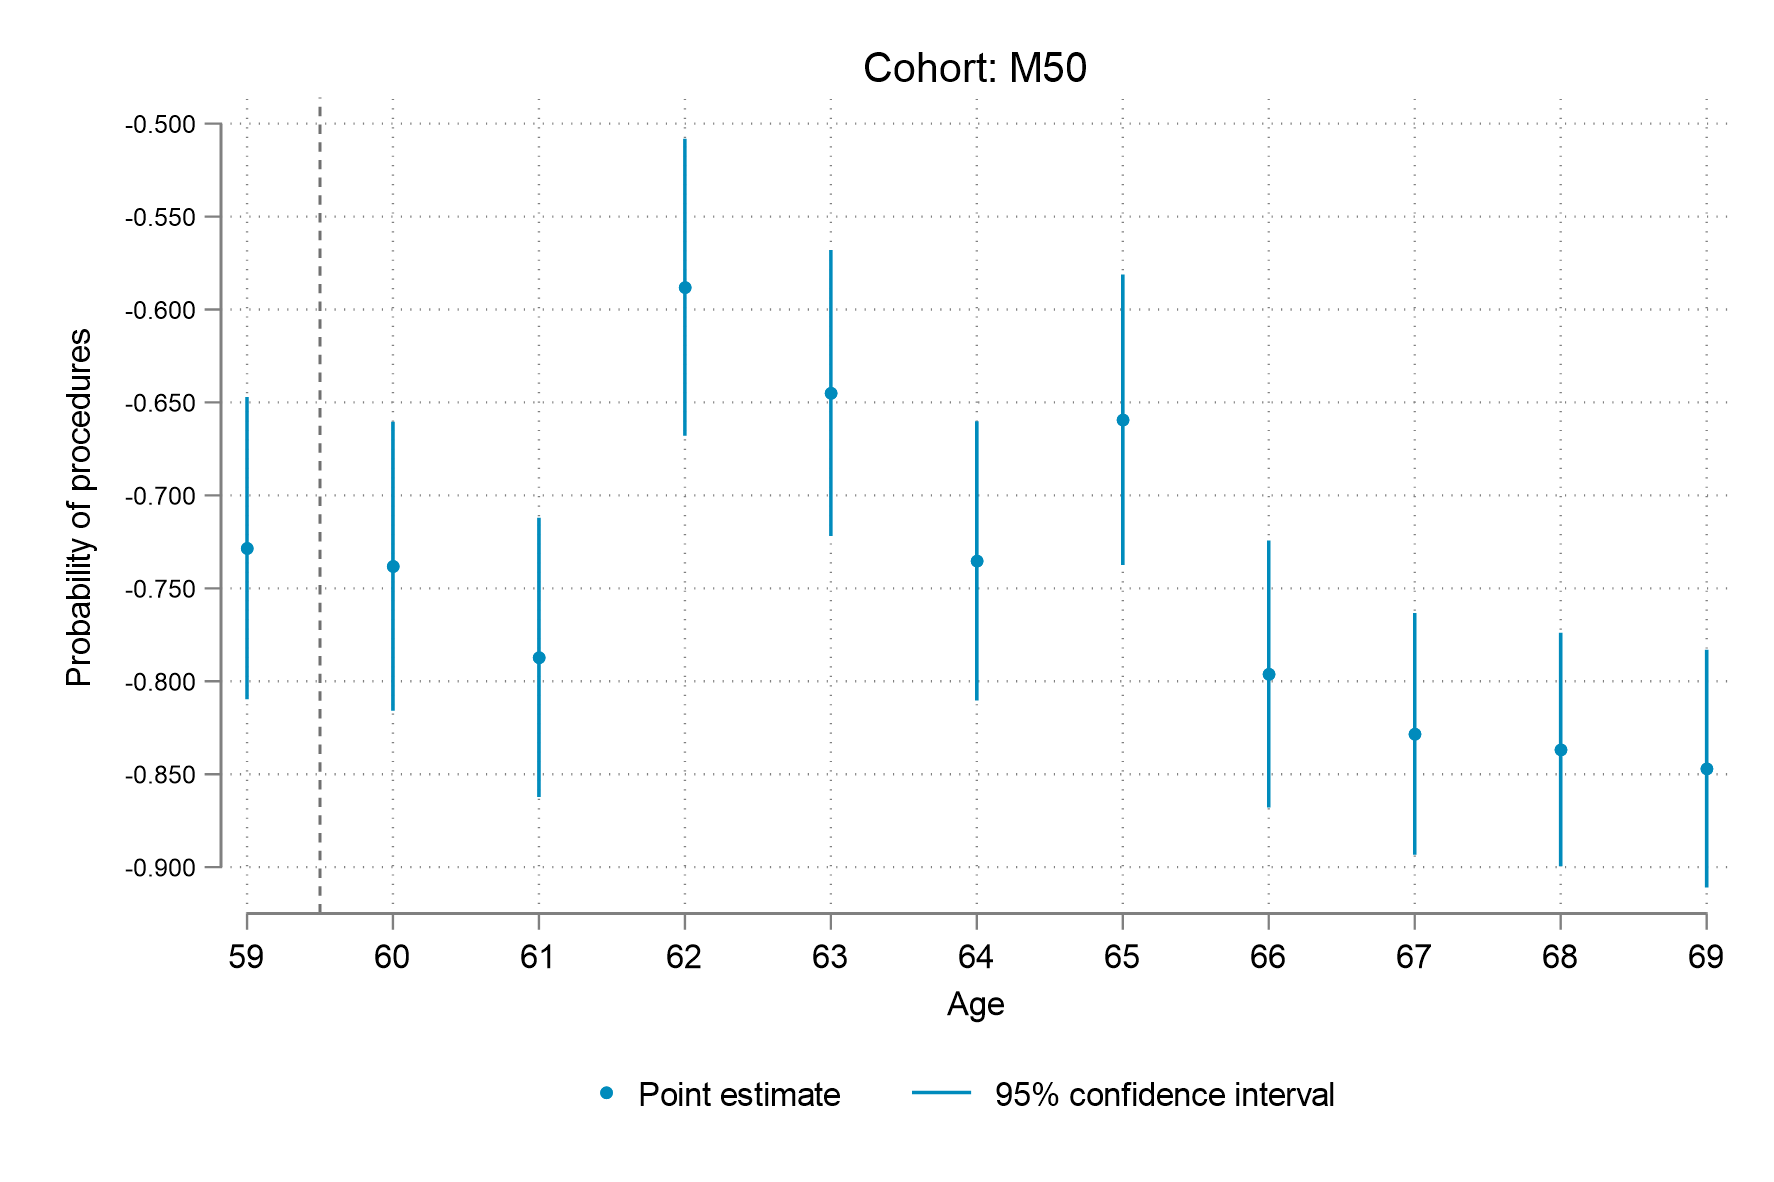 Cohort: M50
-0.500
-0.550
-0.600
-0.650
-0.700
-0.750
-0.800
-0.850
-0.900
Probability of procedures
59 60 61 62 63 64 65 66 67 68 69
Age
Point estimate 95% confidence interval